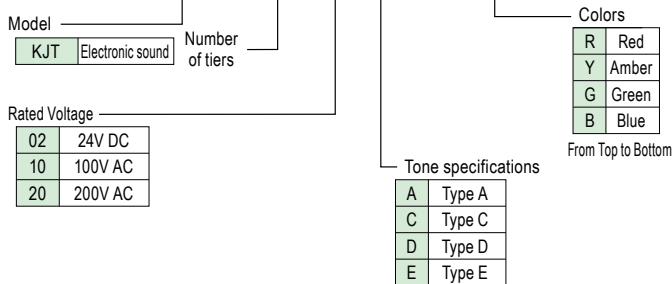 Model
KJT Electronic sound
Number
of tiers
Rated Voltage
02 24V DC
10 100V AC
20 200V AC
Tone specifications
A Type A
C Type C
D Type D
E Type E
Colors
R Red
Y Amber
G Green
B Blue
From Top to Bottom